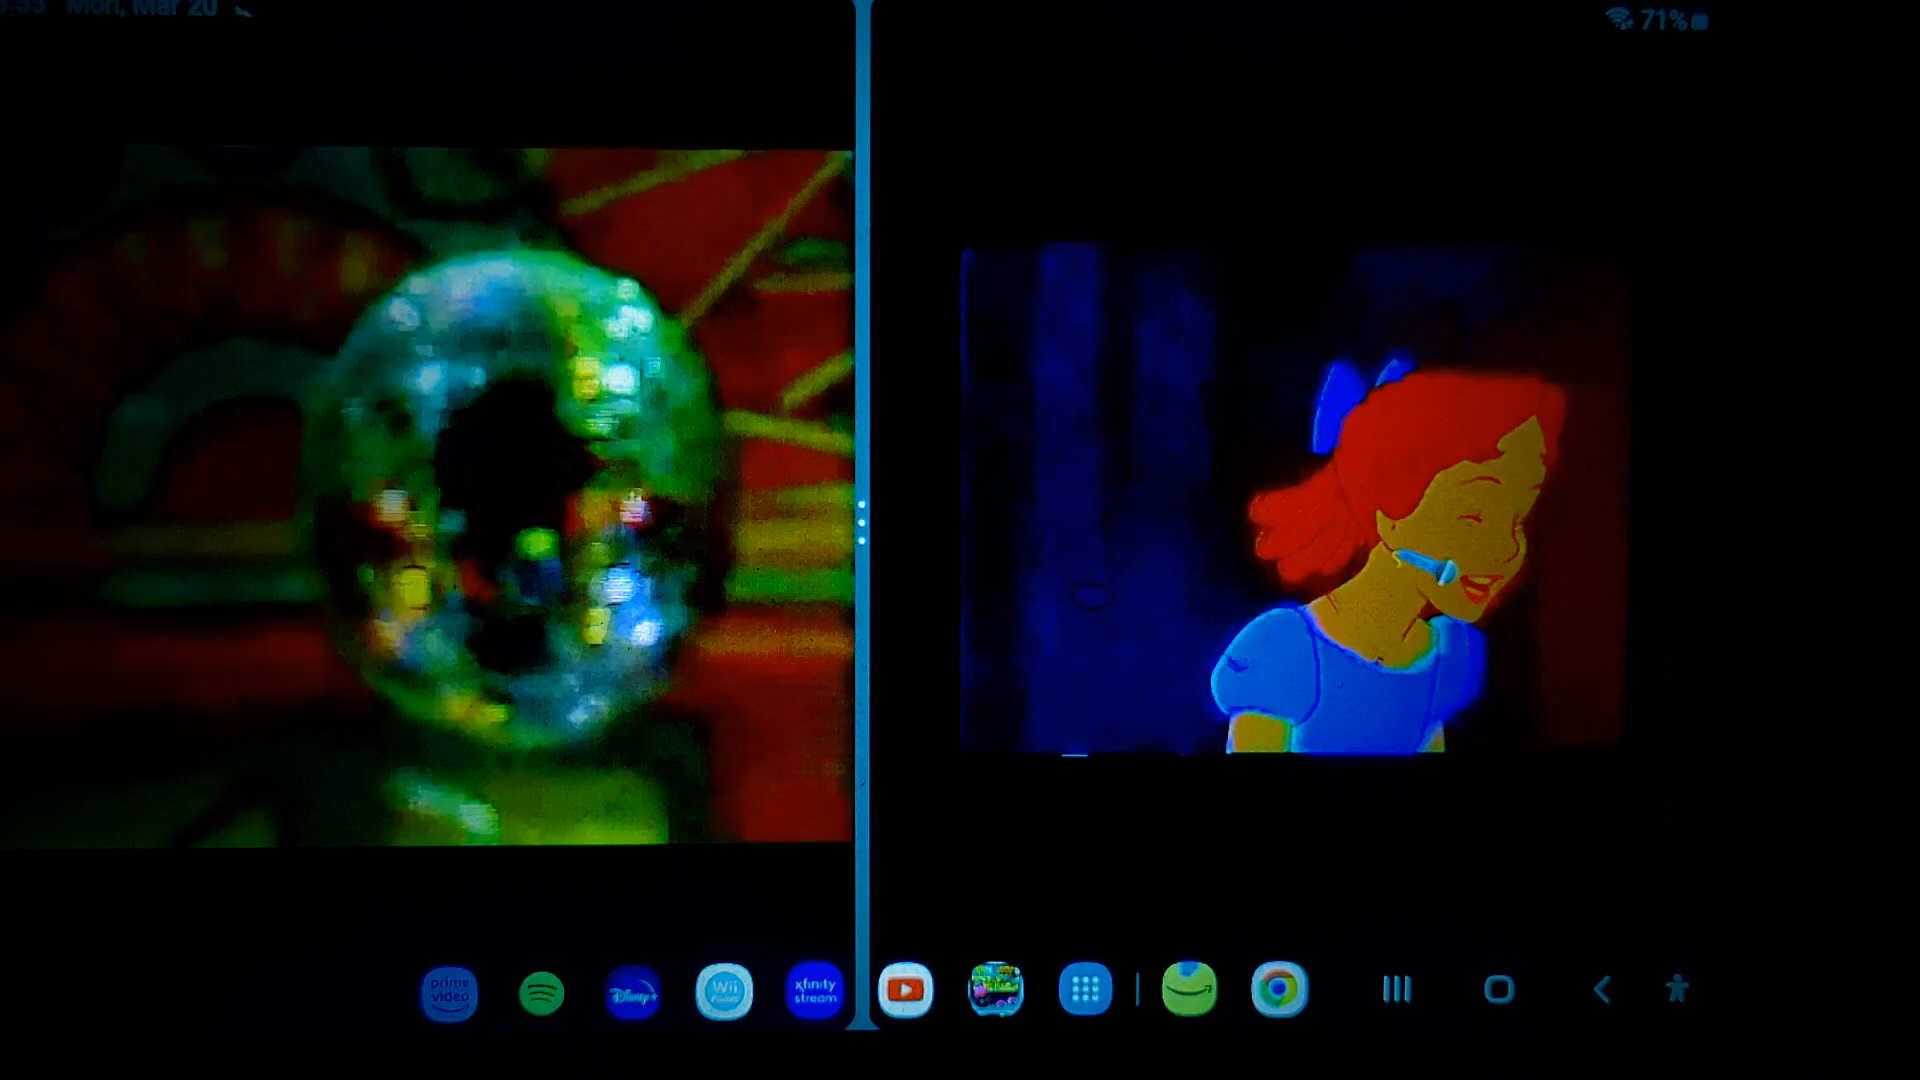 Mon, Mar 20
71%
prime
video
Disney+
Wii
xfinity
stream